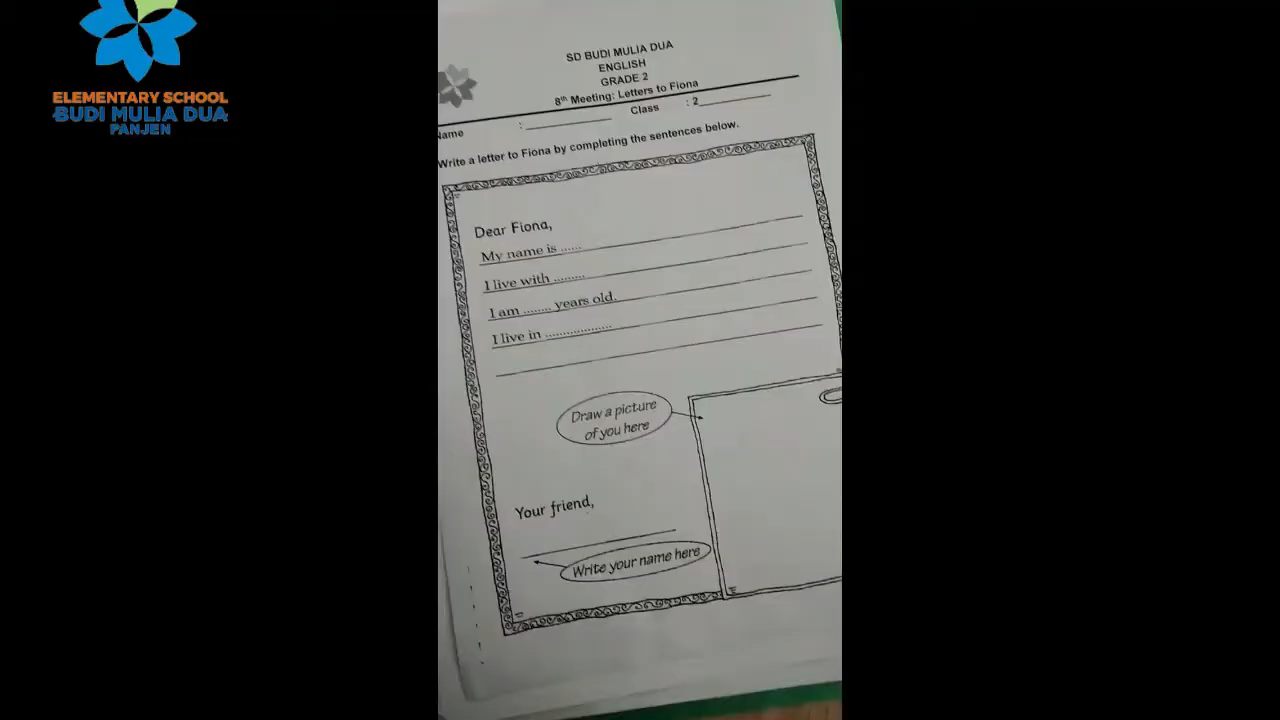 ELEMENTARY SCHOOL
BUDI MULIA DUA
PANJEN
SD BUDI MULIA DUA
ENGLISH
GRADE 2
8th Meeting: Letters to Fiona
Name : ____________ Class : 2____________
Write a letter to Fiona by completing the sentences below.
Dear Fiona,
My name is ......
I live with .........
I am ........ years old.
I live in ...................
Draw a picture
of you here
Your friend,
Write your name here